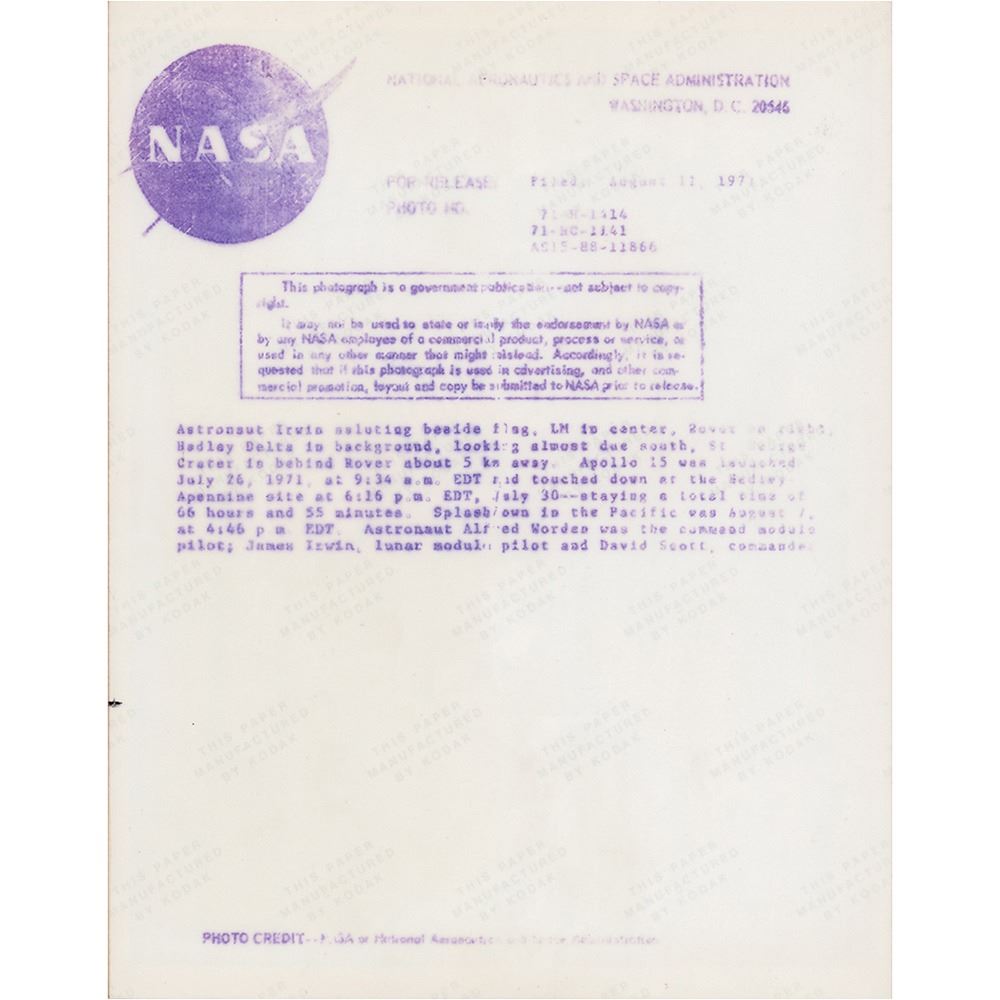 NASA
NATIONAL AERONAUTICS AND SPACE ADMINISTRATION
WASHINGTON, D. C. 20546
FOR RELEASE: Filed, August 11, 1971
PHOTO NO. 71-H-1414
71-HC-1141
AS15-88-11866
This photograph is a government publication--not subject to copy-
right.
It may not be used to state or imply the endorsement by NASA or
by any NASA employee of a commercial product, process or service, or
used in any other manner that might mislead. Accordingly, it is re-
quested that if this photograph is used in advertising, and other com-
mercial promotion, layout and copy be submitted to NASA prior to release.
Astronaut Irwin saluting beside flag, LM in center, Rover on right,
Hadley Delta in background, looking almost due south, St George
Crater is behind Rover about 5 km away. Apollo 15 was launched
July 26, 1971, at 9:34 a.m. EDT and touched down at the Hadley-
Apennine site at 6:16 p.m. EDT, July 30--staying a total time of
66 hours and 55 minutes. Splashdown in the Pacific was August 7,
at 4:46 p m EDT. Astronaut Alfred Worden was the command module
pilot; James Irwin, lunar module pilot and David Scott, commander
THIS PAPER
MANUFACTURED
BY KODAK
PHOTO CREDIT--NASA or National Aeronautics and Space Administration